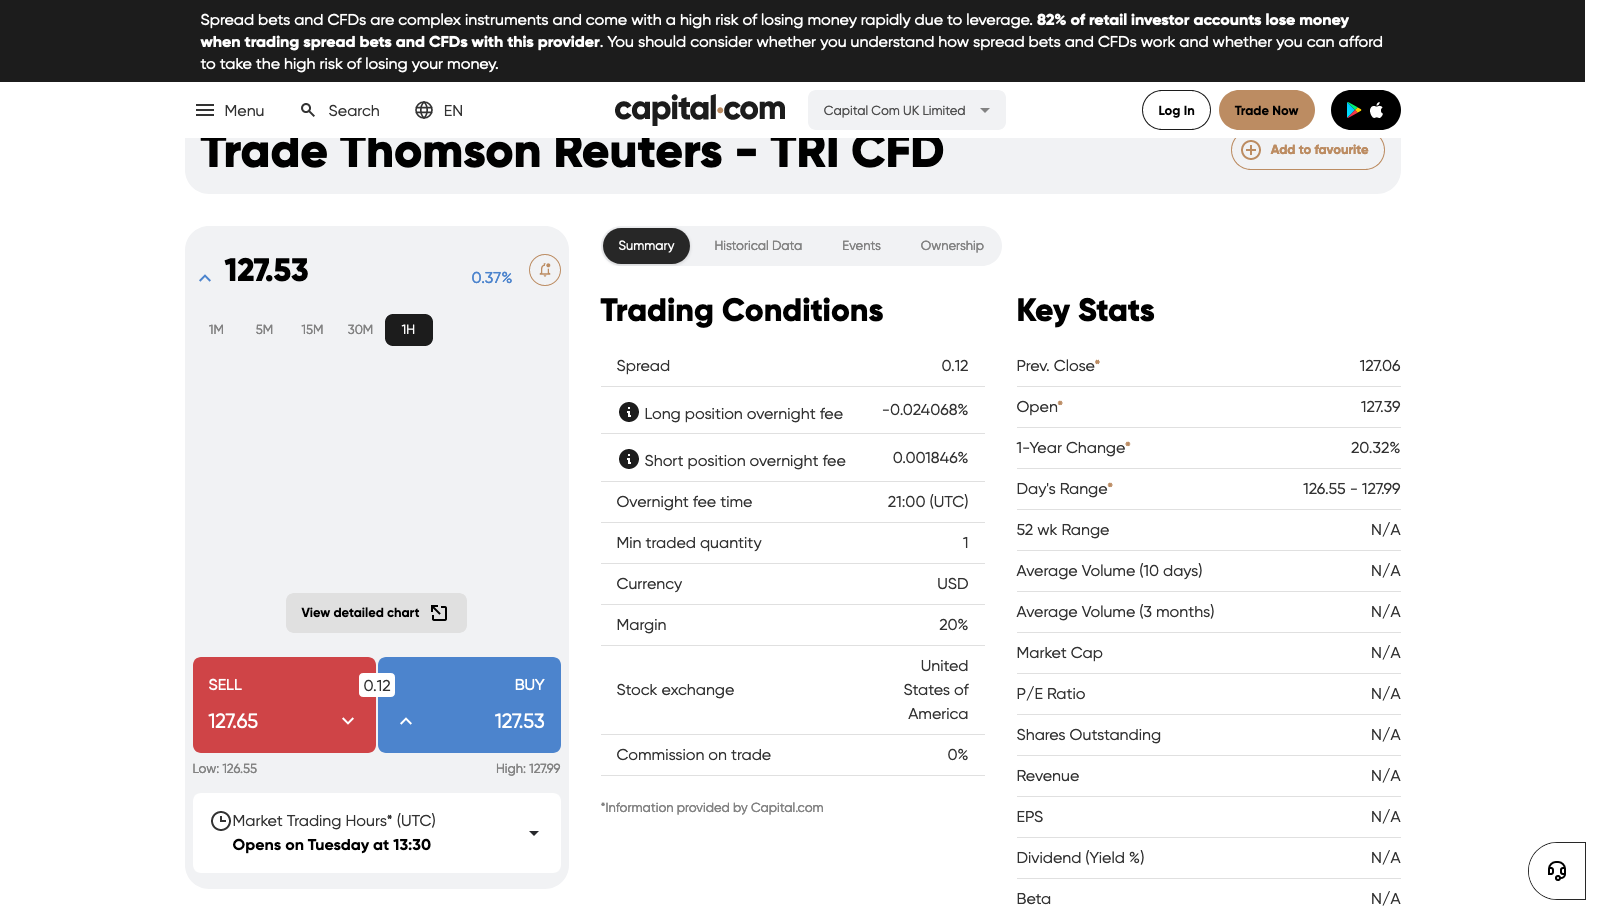 Spread bets and CFDs are complex instruments and come with a high risk of losing money rapidly due to leverage. 82% of retail investor accounts lose money
when trading spread bets and CFDs with this provider. You should consider whether you understand how spread bets and CFDs work and whether you can afford
to take the high risk of losing your money.
Menu
Search
EN
capital.com
Capital Com UK Limited
Log In
Trade Now
Trade Thomson Reuters - TRI CFD
Add to favourite
127.53
0.37%
1M
5M
15M
30M
1H
View detailed chart
SELL
127.65
0.12
BUY
127.53
Low: 126.55
High: 127.99
Market Trading Hours* (UTC)
Opens on Tuesday at 13:30
Summary
Historical Data
Events
Ownership
Trading Conditions
Spread 0.12
Long position overnight fee -0.024068%
Short position overnight fee 0.001846%
Overnight fee time 21:00 (UTC)
Min traded quantity 1
Currency USD
Margin 20%
Stock exchange United
States of
America
Commission on trade 0%
*Information provided by Capital.com
Key Stats
Prev. Close* 127.06
Open* 127.39
1-Year Change* 20.32%
Day's Range* 126.55 - 127.99
52 wk Range N/A
Average Volume (10 days) N/A
Average Volume (3 months) N/A
Market Cap N/A
P/E Ratio N/A
Shares Outstanding N/A
Revenue N/A
EPS N/A
Dividend (Yield %) N/A
Beta N/A